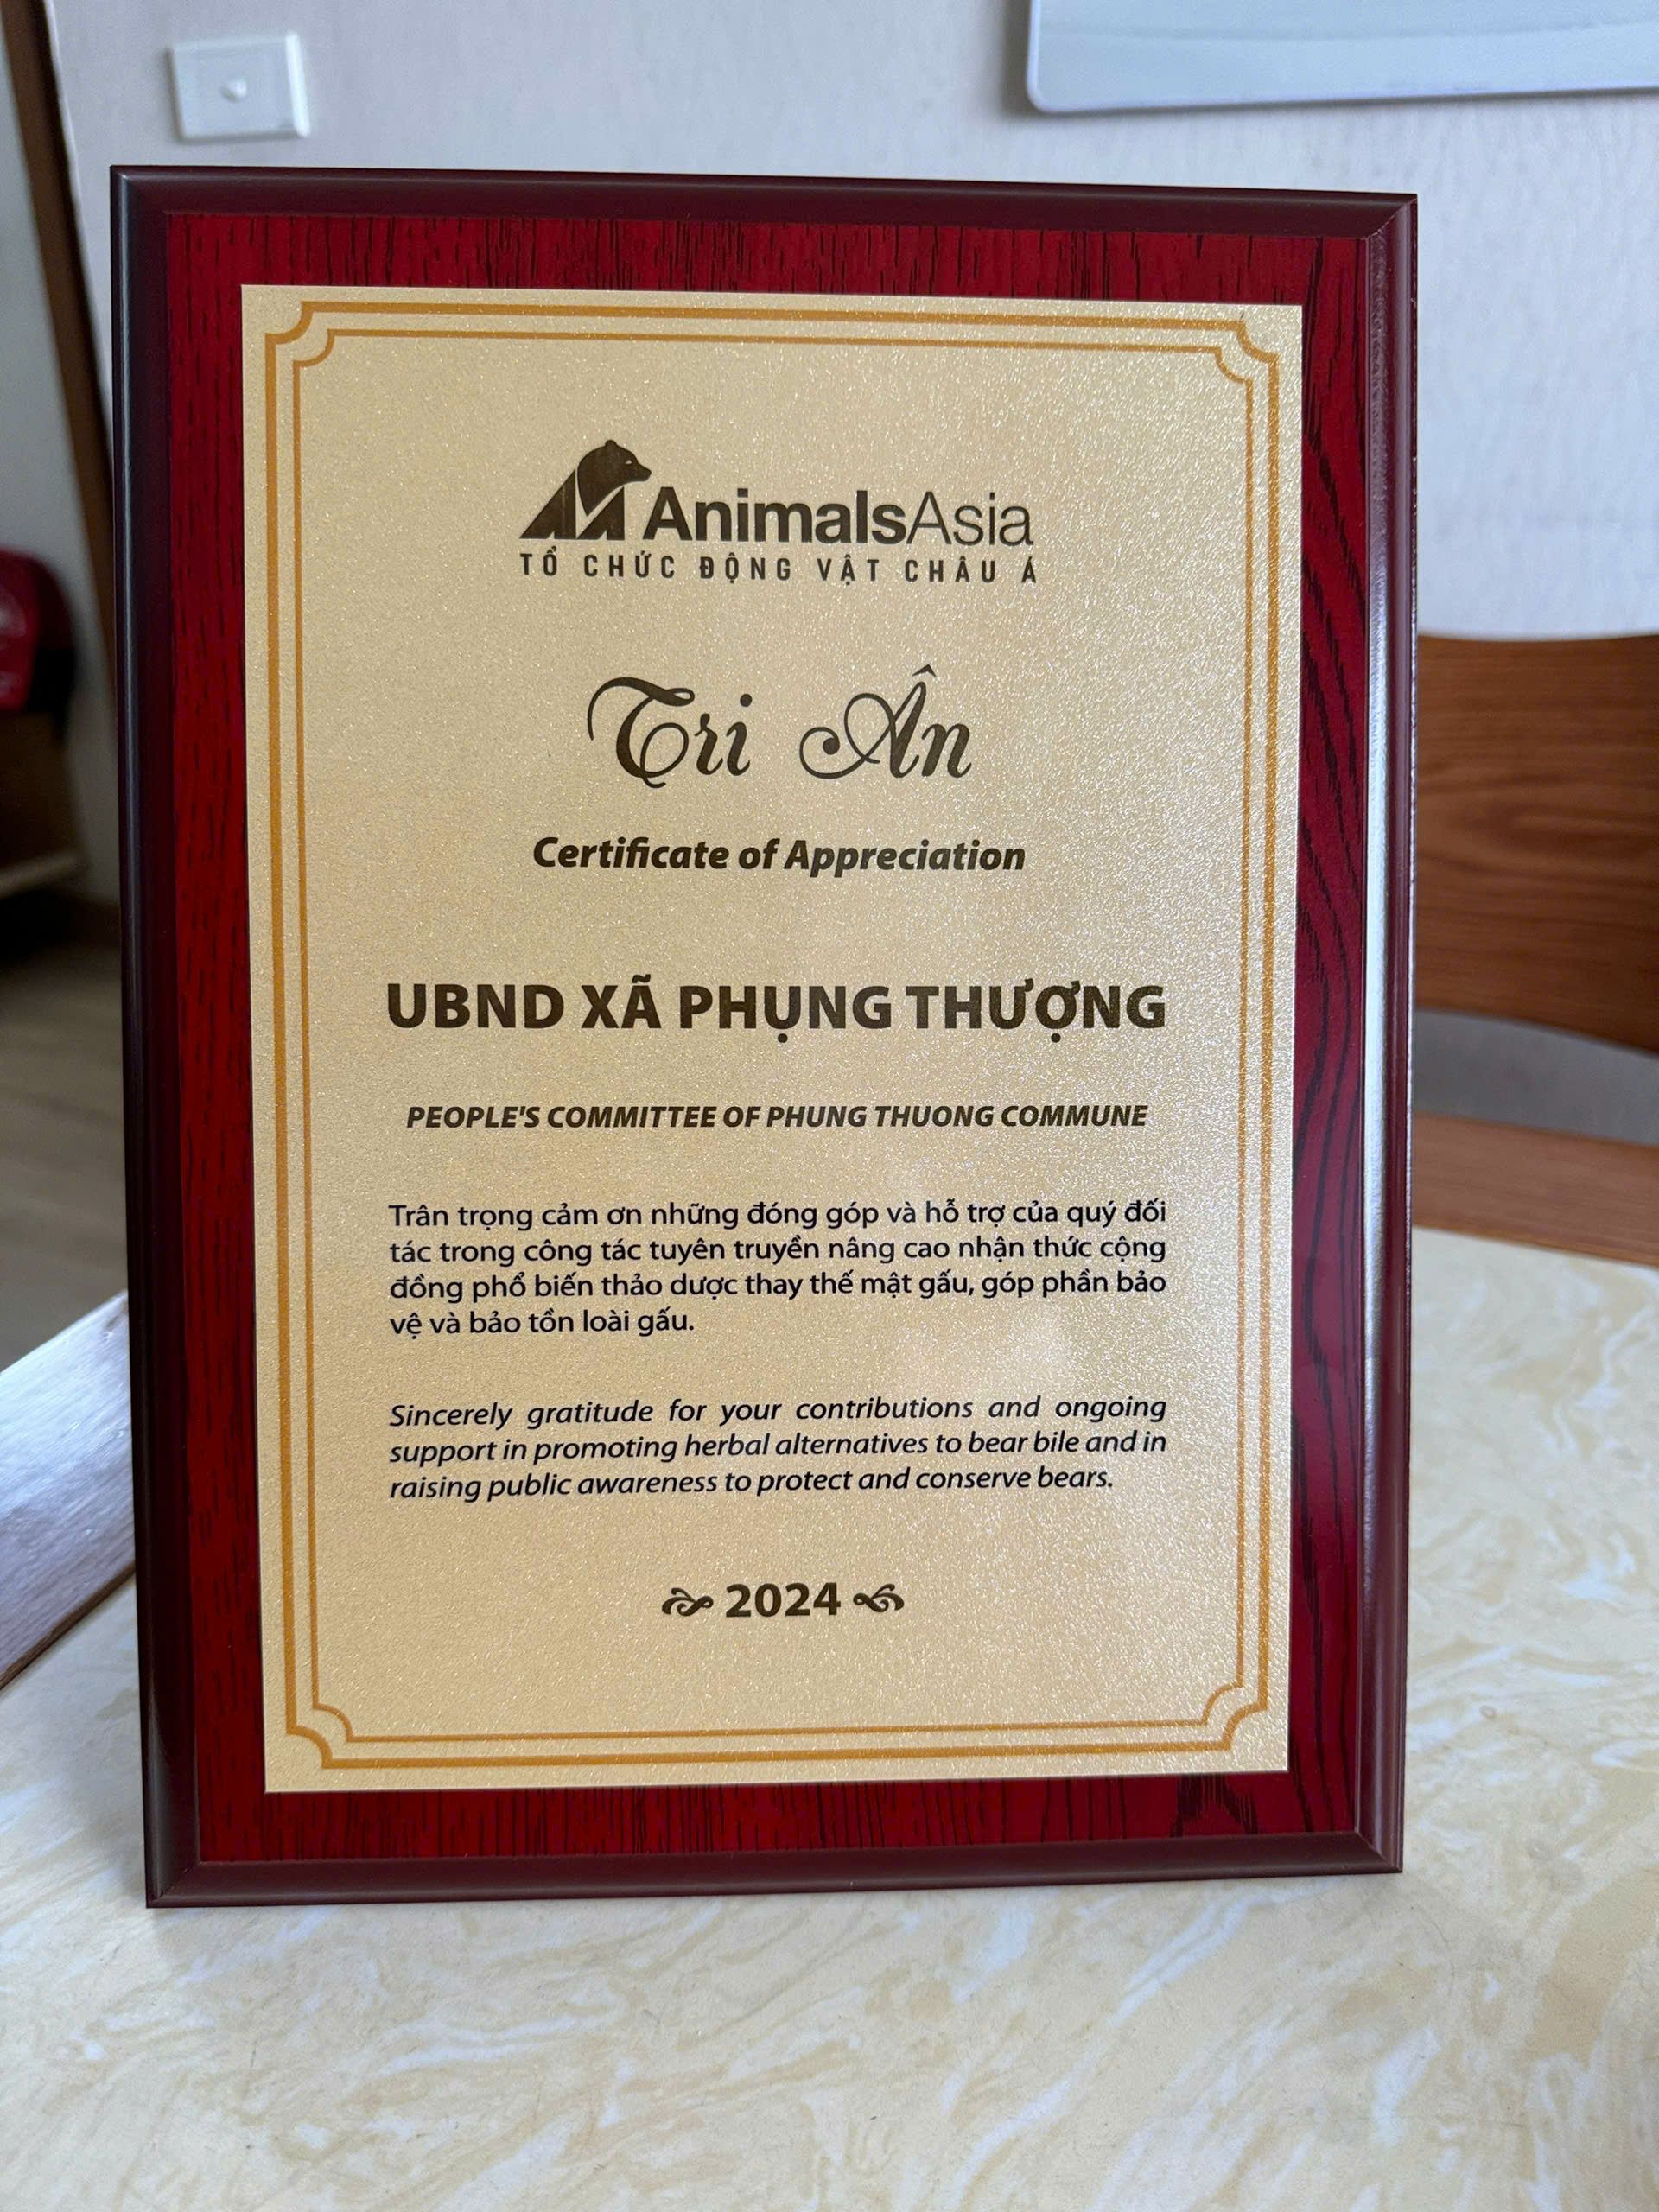 AnimalsAsia
TỔ CHỨC ĐỘNG VẬT CHÂU Á
Tri Ân
Certificate of Appreciation
UBND XÃ PHỤNG THƯỢNG
PEOPLE'S COMMITTEE OF PHUNG THUONG COMMUNE
Trân trọng cảm ơn những đóng góp và hỗ trợ của quý đối
tác trong công tác tuyên truyền nâng cao nhận thức cộng
đồng phổ biến thảo dược thay thế mật gấu, góp phần bảo
vệ và bảo tồn loài gấu.
Sincerely gratitude for your contributions and ongoing
support in promoting herbal alternatives to bear bile and in
raising public awareness to protect and conserve bears.
2024